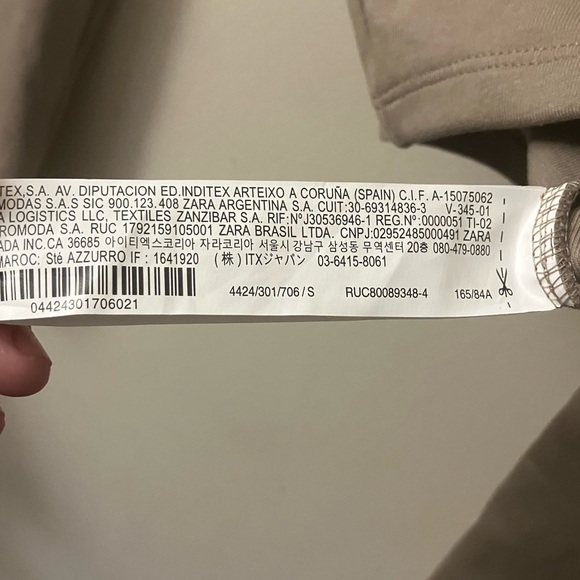 TEX,S.A. AV. DIPUTACION ED.INDITEX ARTEIXO A CORUÑA (SPAIN) C.I.F. A-15075062
MODAS S.A.S SIC 900.123.408 ZARA ARGENTINA S.A. CUIT:30-69314836-3 V-345-01
A LOGISTICS LLC, TEXTILES ZANZIBAR S.A. RIF:NºJ30536946-1 REG.Nº:0000051 TI-02
ROMODA S.A. RUC 1792159105001 ZARA BRASIL LTDA. CNPJ:02952485000491 ZARA
ADA INC.CA 36685 아이티엑스코리아 자라코리아 서울시 강남구 삼성동 무역센터 20층 080-479-0880
MAROC: Sté AZZURRO IF : 1641920 (株) ITXジャパン 03-6415-8061
4424/301/706 / S RUC80089348-4 165/84A
04424301706021